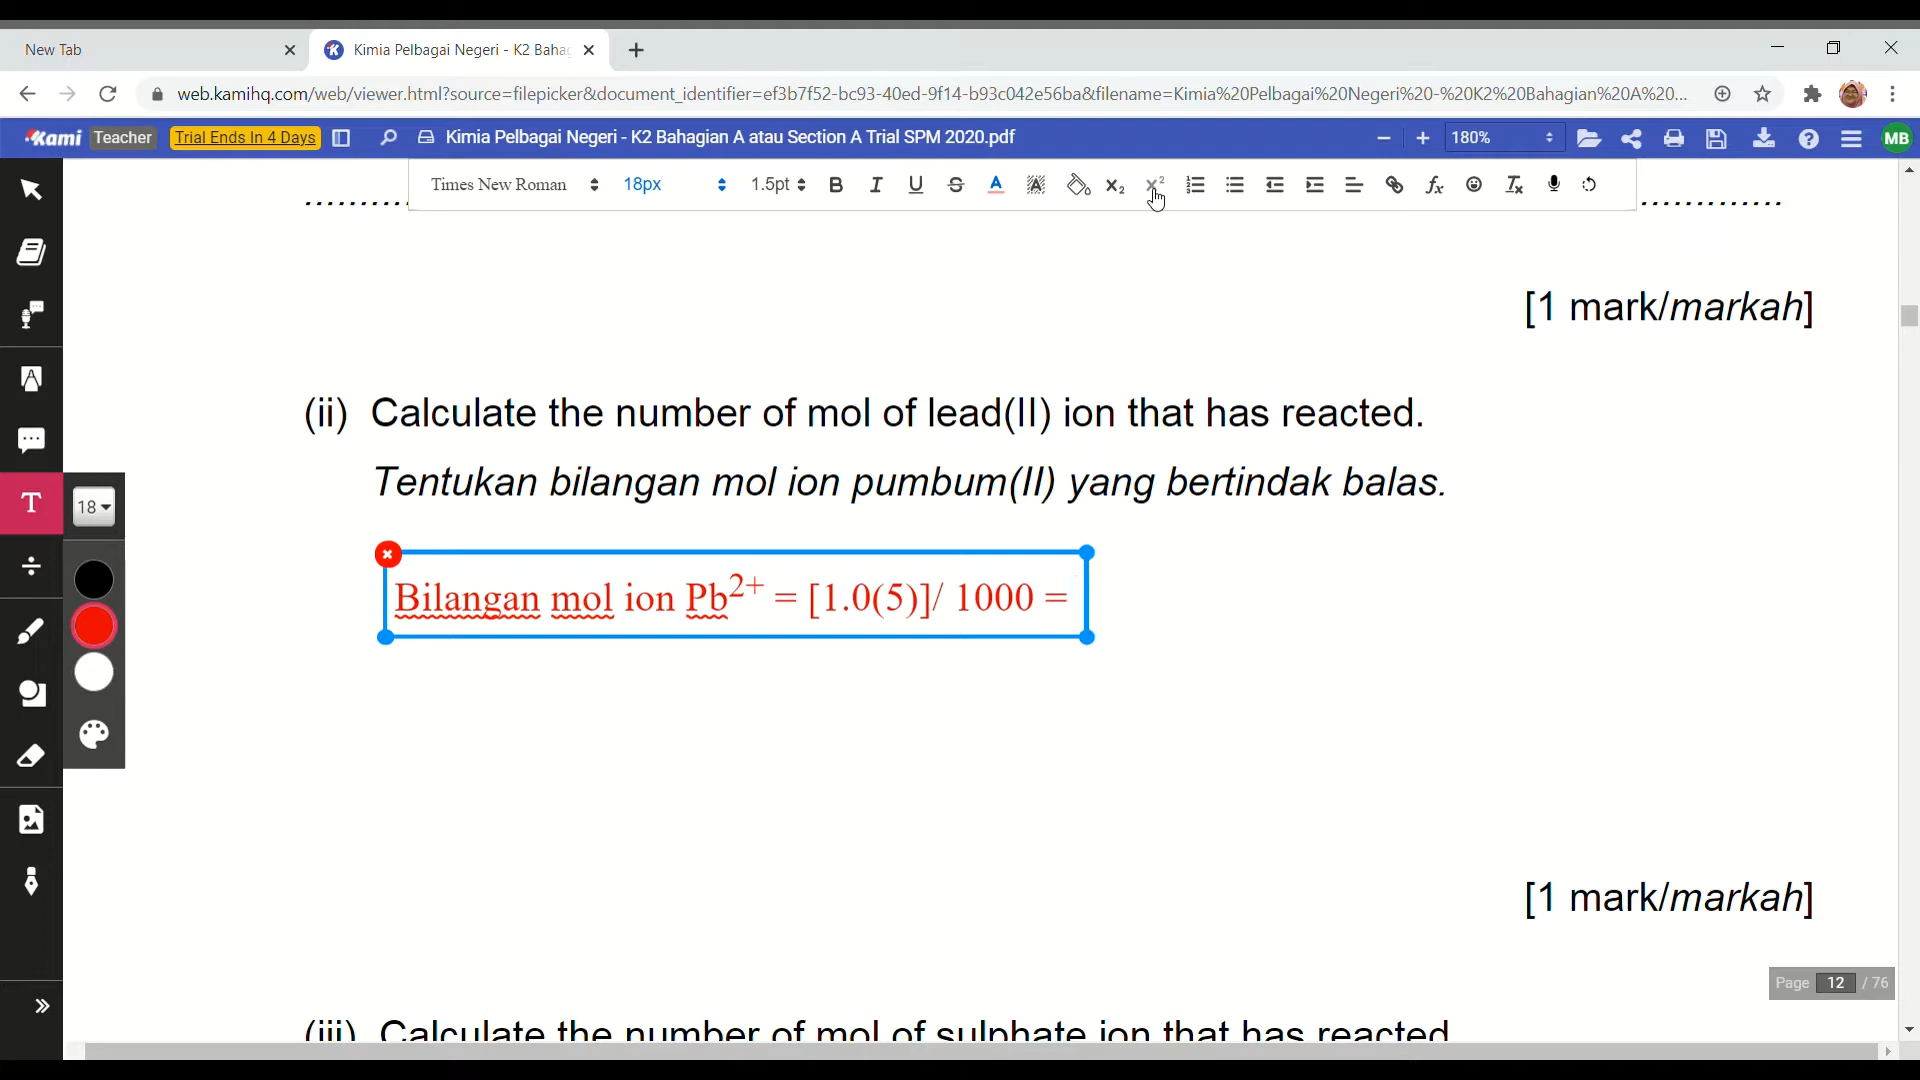 New Tab
Kimia Pelbagai Negeri - K2 Bahag
web.kamihq.com/web/viewer.html?source=filepicker&document_identifier=ef3b7f52-bc93-40ed-9f14-b93c042e56ba&filename=Kimia%20Pelbagai%20Negeri%20-%20K2%20Bahagian%20A%20...
Kami Teacher Trial Ends In 4 Days Kimia Pelbagai Negeri - K2 Bahagian A atau Section A Trial SPM 2020.pdf 180% MB
Times New Roman 18px 1.5pt B I U S A A X₂ X² fx Tx
[1 mark/markah]
(ii) Calculate the number of mol of lead(II) ion that has reacted.
Tentukan bilangan mol ion pumbum(II) yang bertindak balas.
T 18
Bilangan mol ion Pb²⁺ = [1.0(5)]/ 1000 =
[1 mark/markah]
Page 12 / 76
(iii) Calculate the number of mol of sulphate ion that has reacted